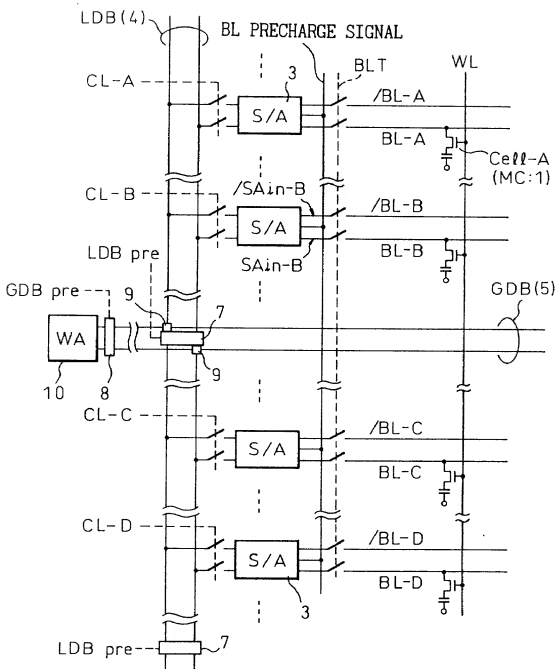 LDB(4)
BL PRECHARGE SIGNAL
BLT
WL
CL-A
3
S/A
/BL-A
BL-A
Cell-A
(MC:1)
CL-B
/SAin-B
S/A
/BL-B
BL-B
SAin-B
LDB pre
GDB pre
9
7
GDB(5)
WA
10
8
9
CL-C
/BL-C
S/A
BL-C
CL-D
/BL-D
S/A
BL-D
3
LDB pre
7